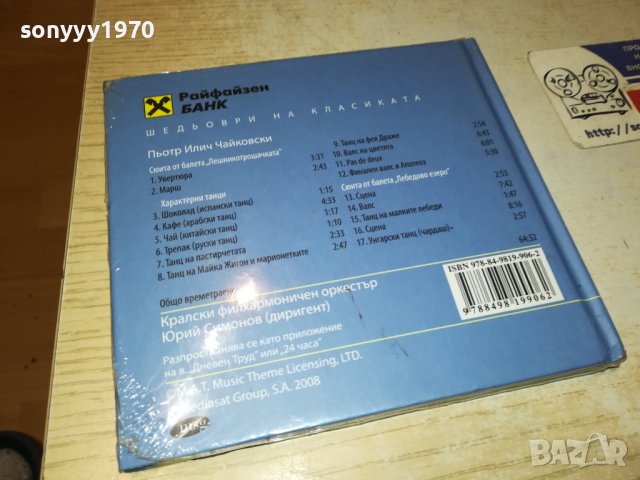 sonyyy1970
Райфайзен
БАНК
ШЕДЬОВРИ НА КЛАСИКАТА
Пьотр Илич Чайковски
Сюита от балета „Лешникотрошачката"
1. Увертюра 3:31
2. Марш 2:43
Характерни танци
3. Шоколад (испански танц) 1:15
4. Кафе (арабски танц) 4:33
5. Чай (китайски танц) 1:17
6. Трепак (руски танц) 1:10
7. Танц на пастирчетата 2:38
8. Танц на Майка Жигон и марионетките 2:47
9. Танц на фея Драже 2:54
10. Валс на цветята 6:43
11. Pas de deux 6:01
12. Финален валс и Апотеоз 5:30
Сюита от балета „Лебедово езеро"
13. Сцена 2:53
14. Валс 7:42
15. Танц на малките лебеди 1:47
16. Сцена 8:16
17. Унгарски танц (чардаш) 2:57
64:32
Общо времетраене
Кралски филхармоничен оркестър
Юрий Симонов (диригент)
Разпространява се като приложение
на в. „Дневен Труд" или „24 часа"
Music Theme Licensing, LTD.
Mediasat Group, S.A. 2008
ISBN 978-84-9819-906-2
9788498199062
ПРО
http://s
BAZAR